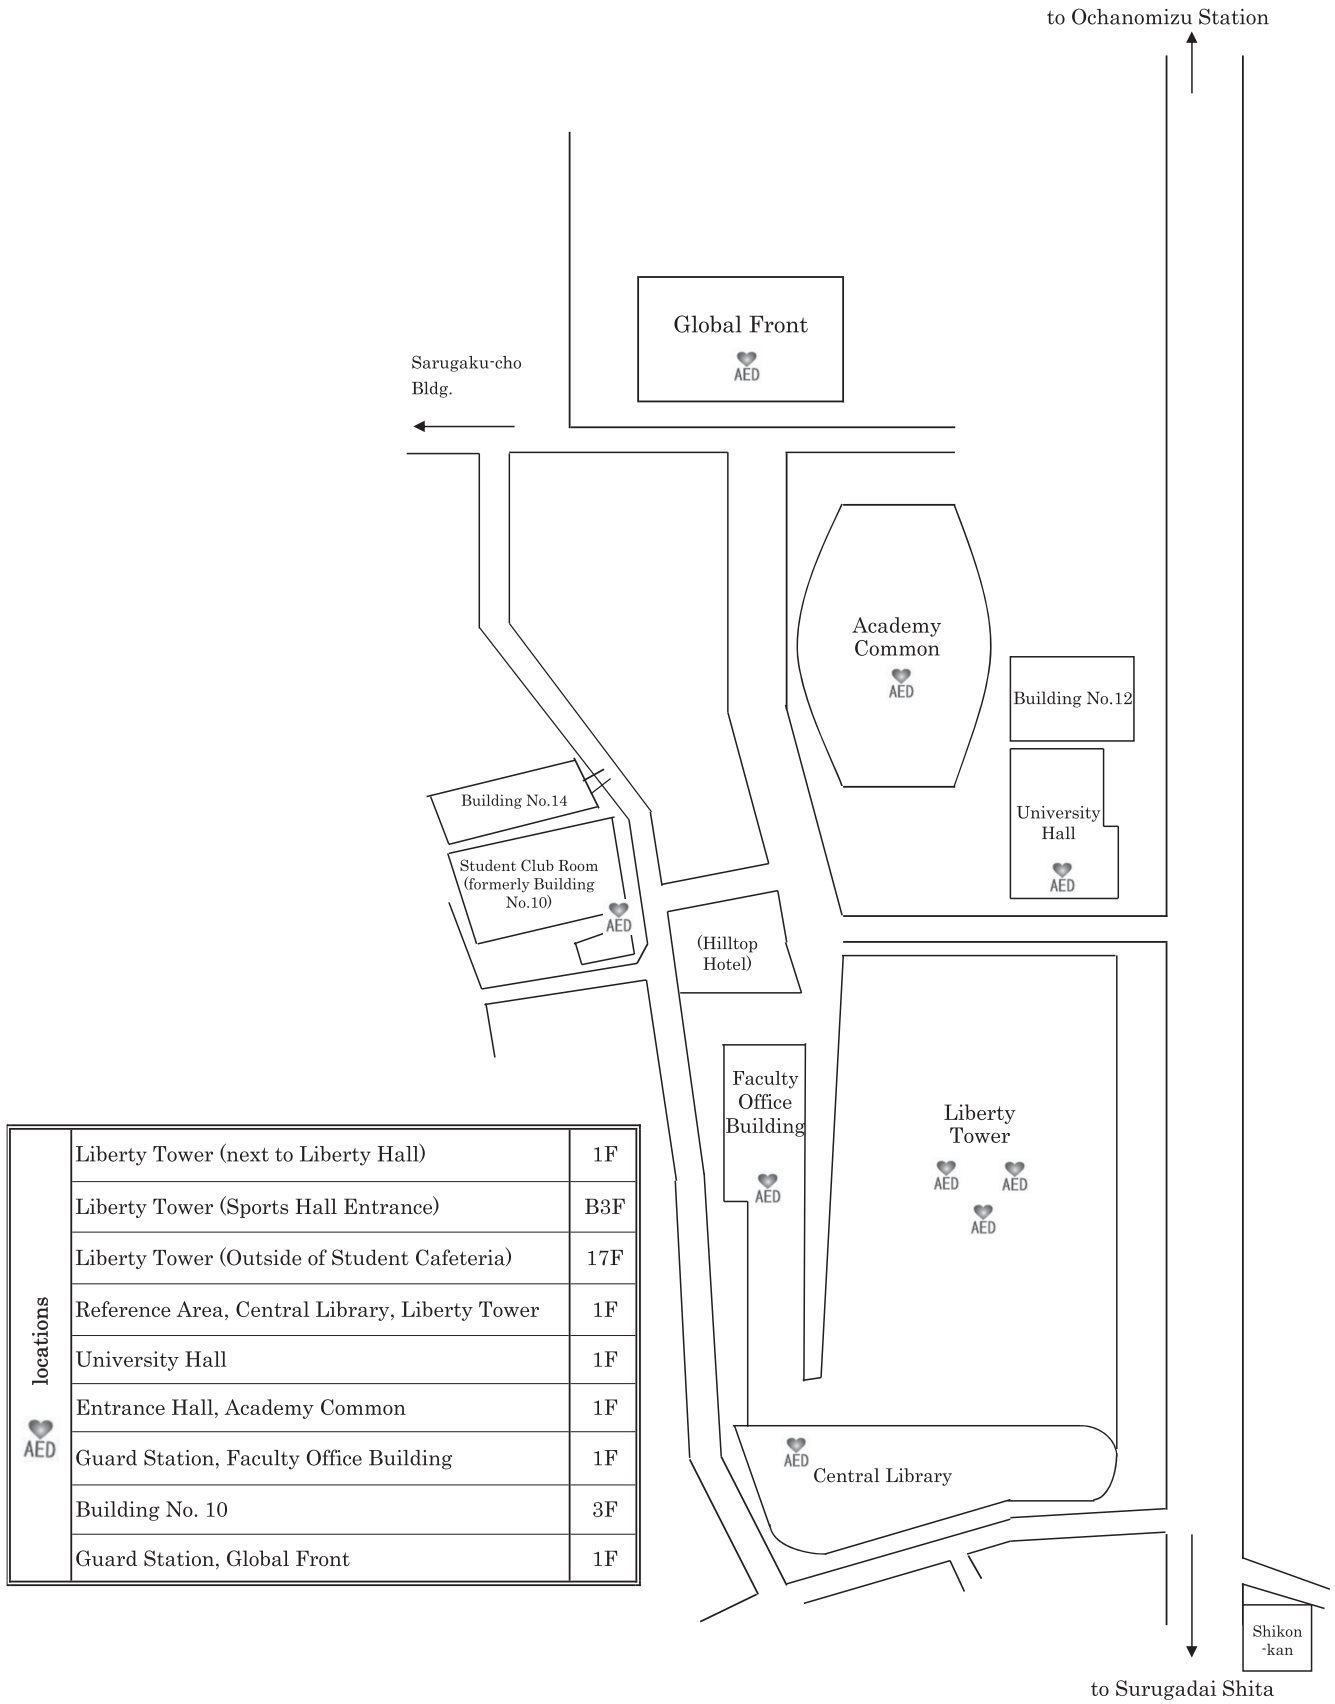 to Ochanomizu Station
Global Front
AED
Sarugaku-cho
Bldg.
Academy
Common
AED
Building No.12
University
Hall
AED
Building No.14
Student Club Room
(formerly Building
No.10)
AED
(Hilltop
Hotel)
Faculty
Office
Building
AED
Liberty
Tower
AED
AED
AED
AED
Central Library
locations
AED
Liberty Tower (next to Liberty Hall) 1F
Liberty Tower (Sports Hall Entrance) B3F
Liberty Tower (Outside of Student Cafeteria) 17F
Reference Area, Central Library, Liberty Tower 1F
University Hall 1F
Entrance Hall, Academy Common 1F
Guard Station, Faculty Office Building 1F
Building No. 10 3F
Guard Station, Global Front 1F
Shikon
-kan
to Surugadai Shita